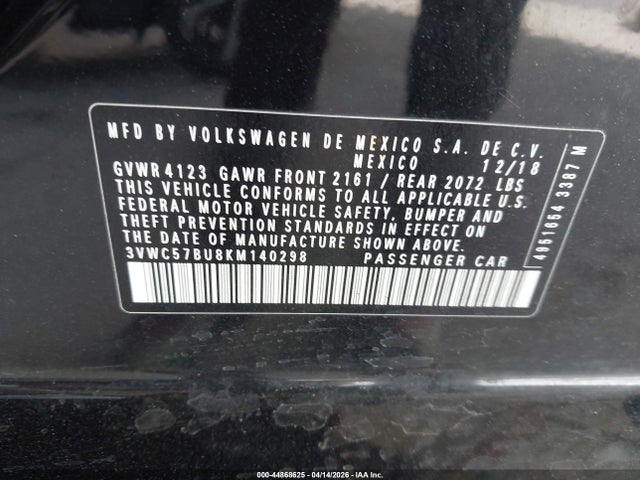 MFD BY VOLKSWAGEN DE MEXICO S.A. DE C.V.
MEXICO 12/18
GVWR 4123 GAWR FRONT 2161 / REAR 2072 LBS
THIS VEHICLE CONFORMS TO ALL APPLICABLE U.S.
FEDERAL MOTOR VEHICLE SAFETY, BUMPER AND
THEFT PREVENTION STANDARDS IN EFFECT ON
THE DATE OF MANUFACTURE SHOWN ABOVE.
3VWC57BU8KM140298 PASSENGER CAR
4951654 3387 M
000-44868625 - 04/14/2026 - IAA Inc.